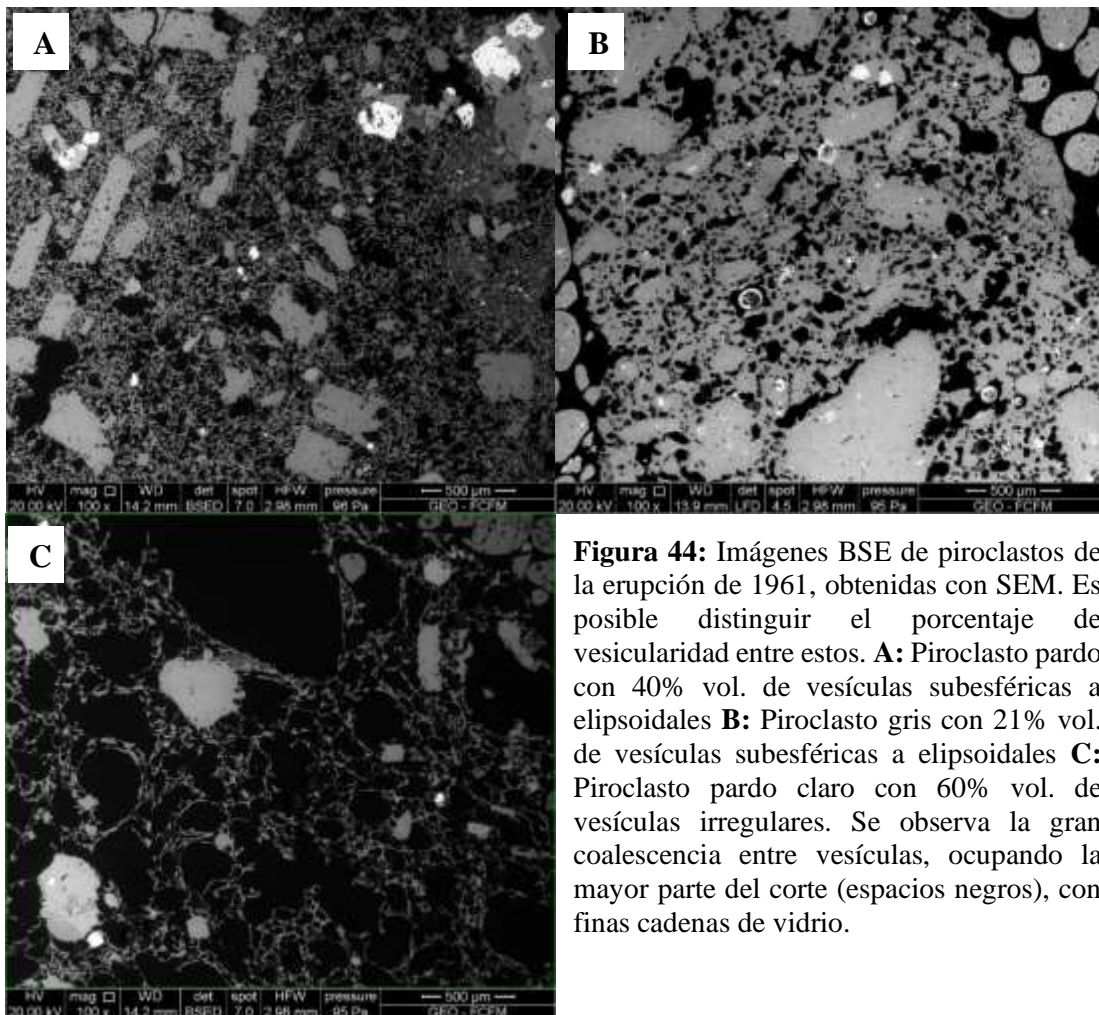 A
B
HV mag □ WD det spot HFW pressure 500 µm
20.00 kV 100 x 14.2 mm BSED 7.0 2.98 mm 96 Pa GEO - FCFM
HV mag □ WD det spot HFW pressure 500 µm
20.00 kV 100 x 13.9 mm LFD 4.5 2.98 mm 95 Pa GEO - FCFM
C
HV mag □ WD det spot HFW pressure 500 µm
20.00 kV 100 x 14.2 mm BSED 7.0 2.98 mm 95 Pa GEO - FCFM
Figura 44: Imágenes BSE de piroclastos de
la erupción de 1961, obtenidas con SEM. Es
posible distinguir el porcentaje de
vesicularidad entre estos. A: Piroclasto pardo
con 40% vol. de vesículas subesféricas a
elipsoidales B: Piroclasto gris con 21% vol.
de vesículas subesféricas a elipsoidales C:
Piroclasto pardo claro con 60% vol. de
vesículas irregulares. Se observa la gran
coalescencia entre vesículas, ocupando la
mayor parte del corte (espacios negros), con
finas cadenas de vidrio.